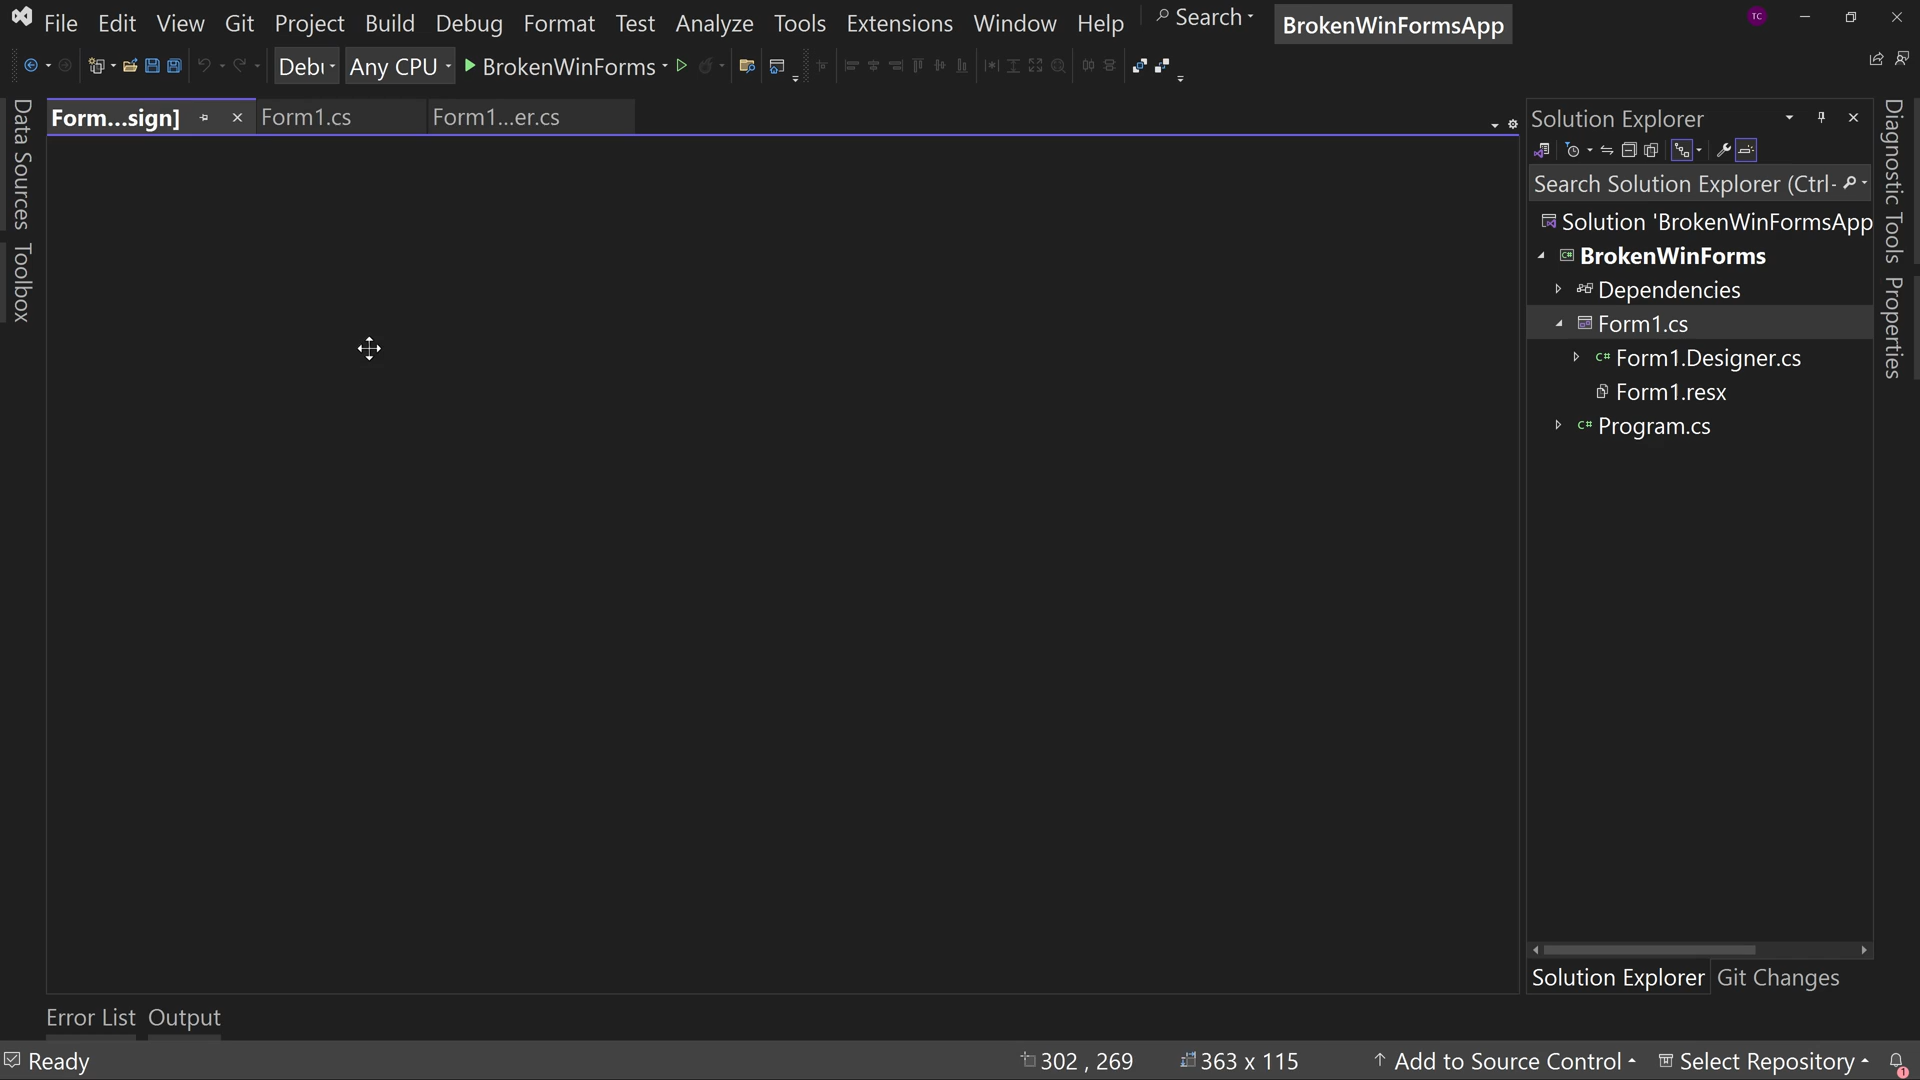 File Edit View Git Project Build Debug Format Test Analyze Tools Extensions Window Help Search BrokenWinFormsApp TC
Debu Any CPU BrokenWinForms
Form...sign] Form1.cs Form1...er.cs
Data Sources
Toolbox
Solution Explorer
Search Solution Explorer (Ctrl-
Solution 'BrokenWinFormsApp
C# BrokenWinForms
Dependencies
Form1.cs
C# Form1.Designer.cs
Form1.resx
C# Program.cs
Solution Explorer Git Changes
Diagnostic Tools
Properties
Error List Output
Ready 302 , 269 363 x 115 Add to Source Control Select Repository 1